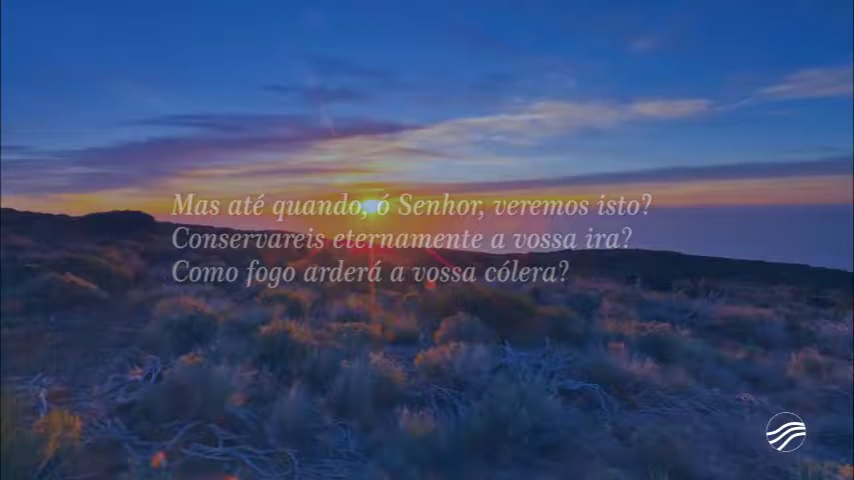 Mas até quando, ó Senhor, veremos isto?
Conservareis eternamente a vossa ira?
Como fogo arderá a vossa cólera?